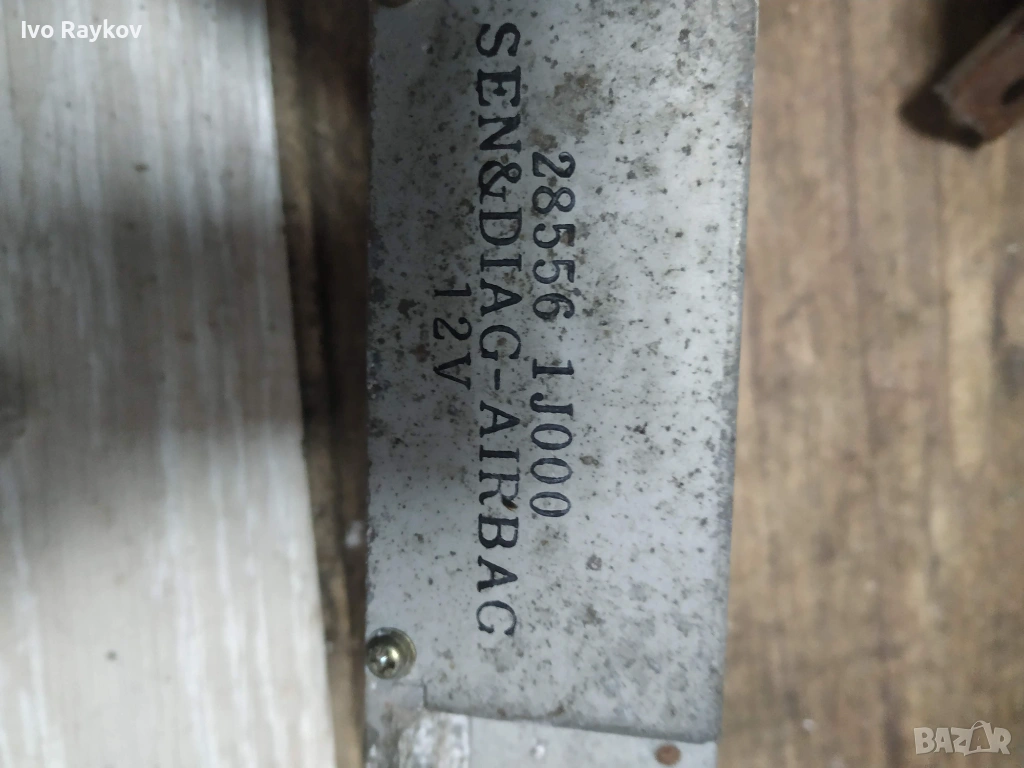 Ivo Raykov
28556 1J000
SEN&DIAG-AIRBAG
12V
BAZAR